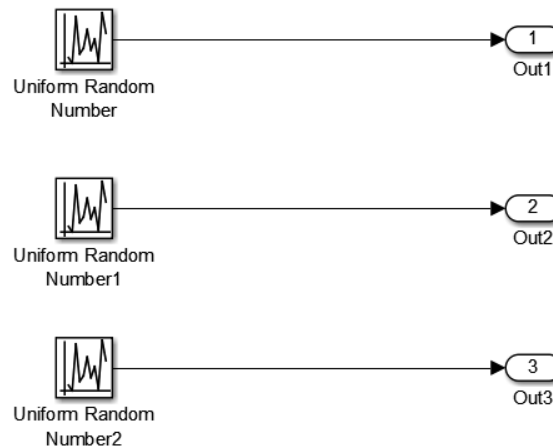 1
Out1
Uniform Random
Number
2
Out2
Uniform Random
Number1
3
Out3
Uniform Random
Number2